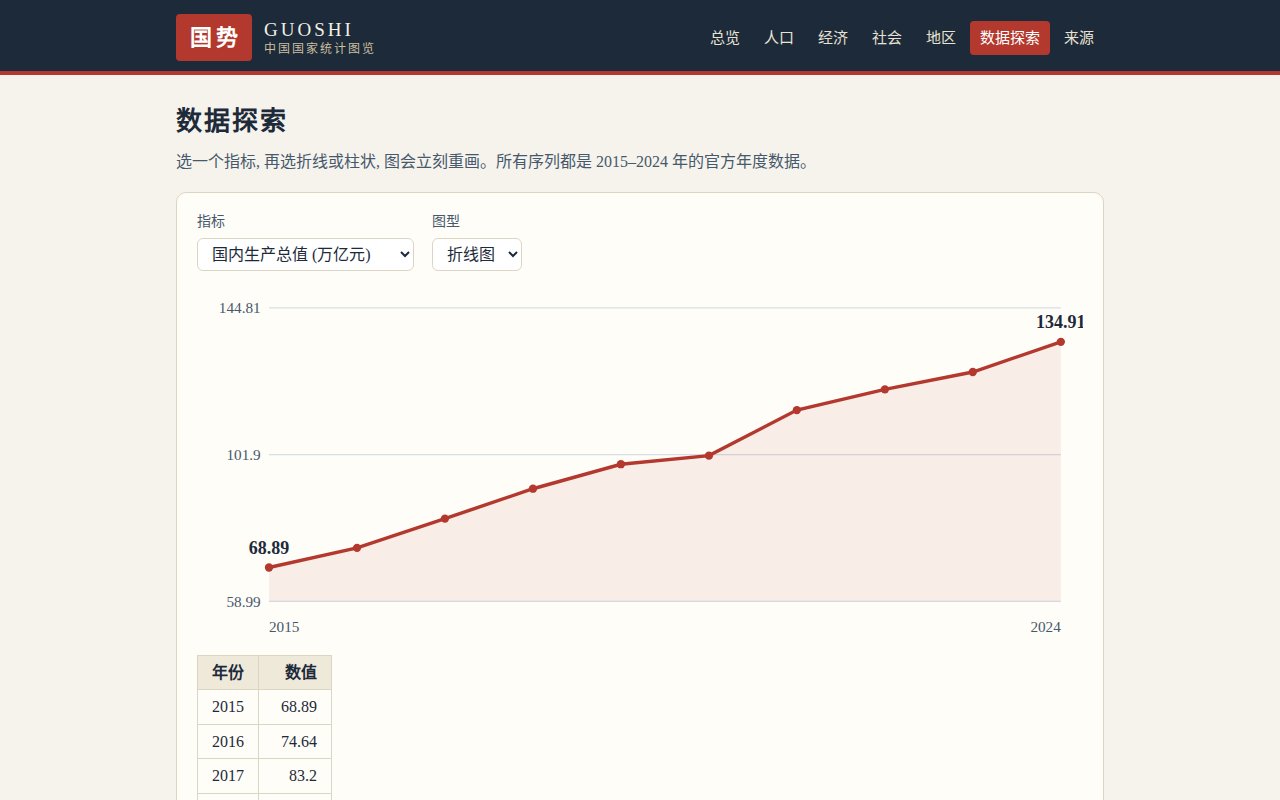 国势
GUOSHI
中国国家统计图览
总览 人口 经济 社会 地区 数据探索 来源
数据探索
选一个指标, 再选折线或柱状, 图会立刻重画。所有序列都是 2015–2024 年的官方年度数据。
指标 图型
国内生产总值 (万亿元) 折线图
144.81
134.91
101.9
68.89
58.99
2015 2024
年份 数值
2015 68.89
2016 74.64
2017 83.2